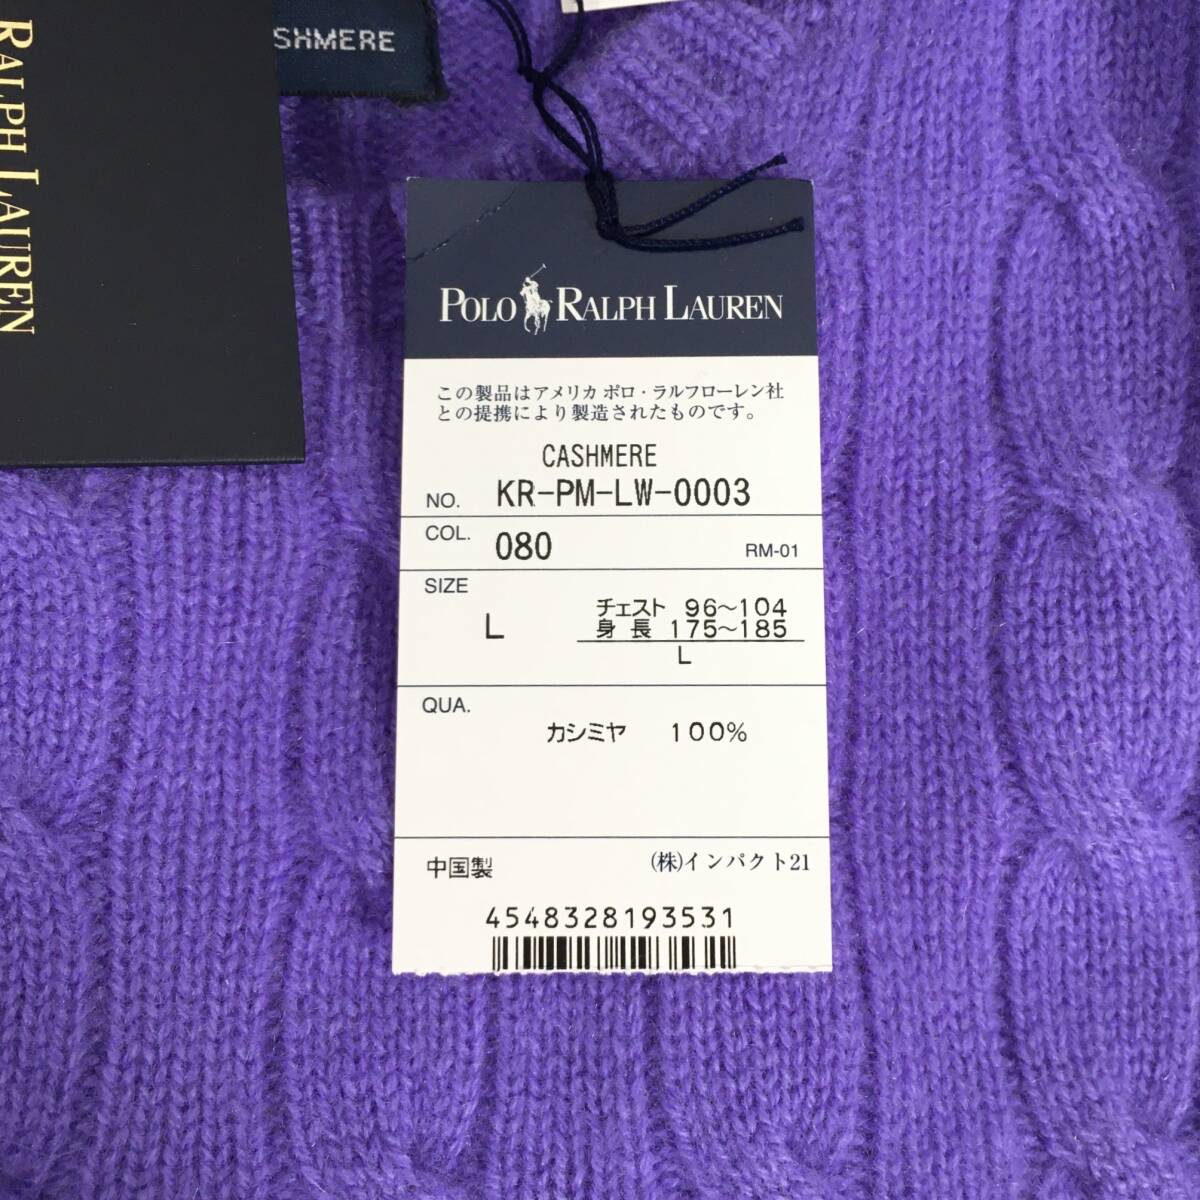 RALPH LAUREN
SHMERE
POLO RALPH LAUREN
この製品はアメリカ ポロ・ラルフローレン社
との提携により製造されたものです。
CASHMERE
NO. KR-PM-LW-0003
COL. 080 RM-01
SIZE L チェスト 96~104
身長 175~185
L
QUA. カシミヤ 100%
中国製 (株)インパクト21
4548328193531